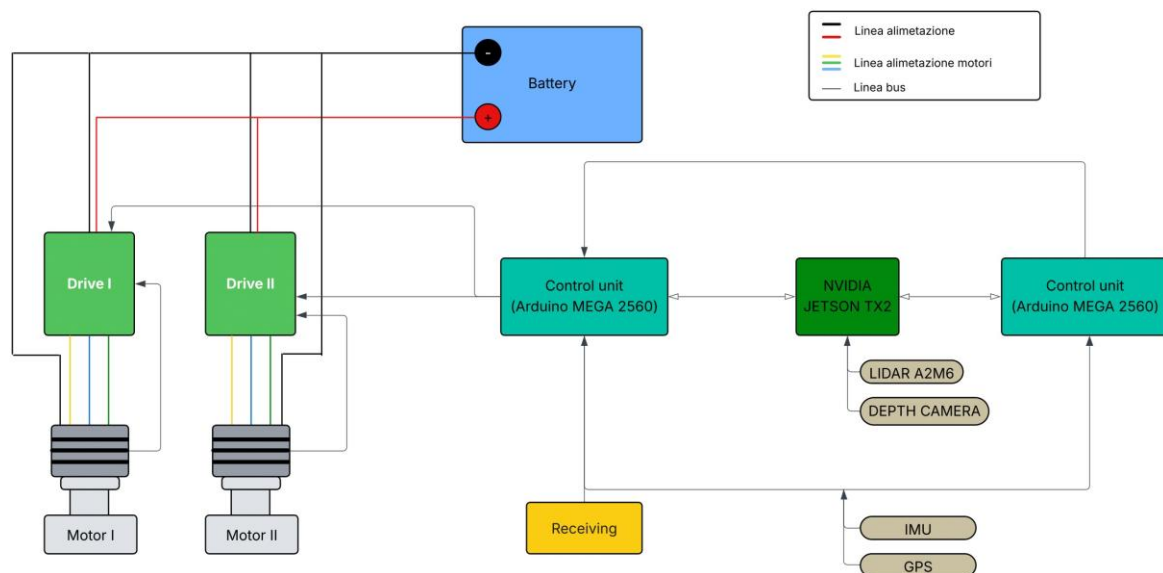 -
Battery
+
Linea alimetazione
Linea alimetazione motori
Linea bus
Drive I
Drive II
Control unit
(Arduino MEGA 2560)
NVIDIA
JETSON TX2
Control unit
(Arduino MEGA 2560)
LIDAR A2M6
DEPTH CAMERA
Motor I
Motor II
Receiving
IMU
GPS